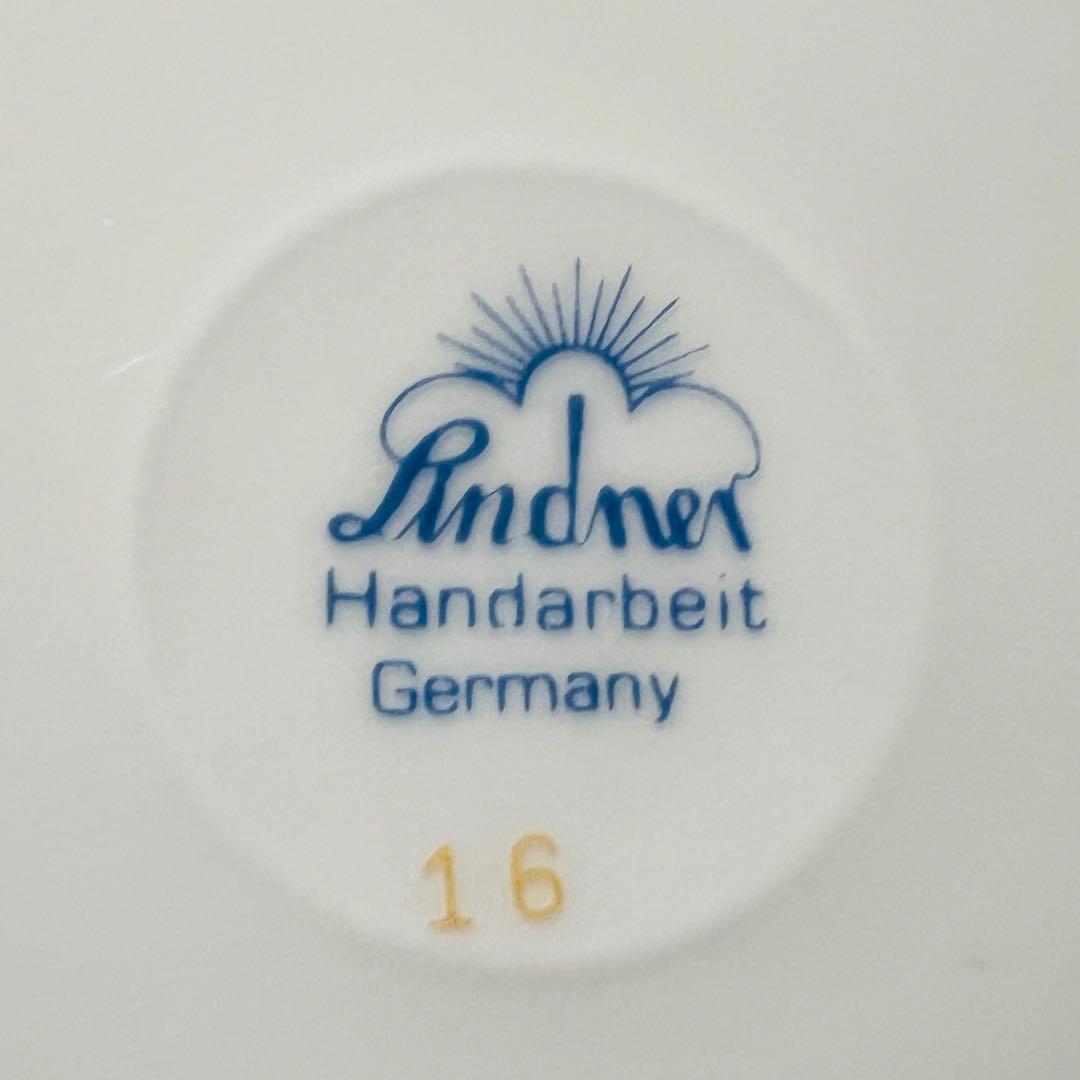 Lindner
Handarbeit
Germany
16